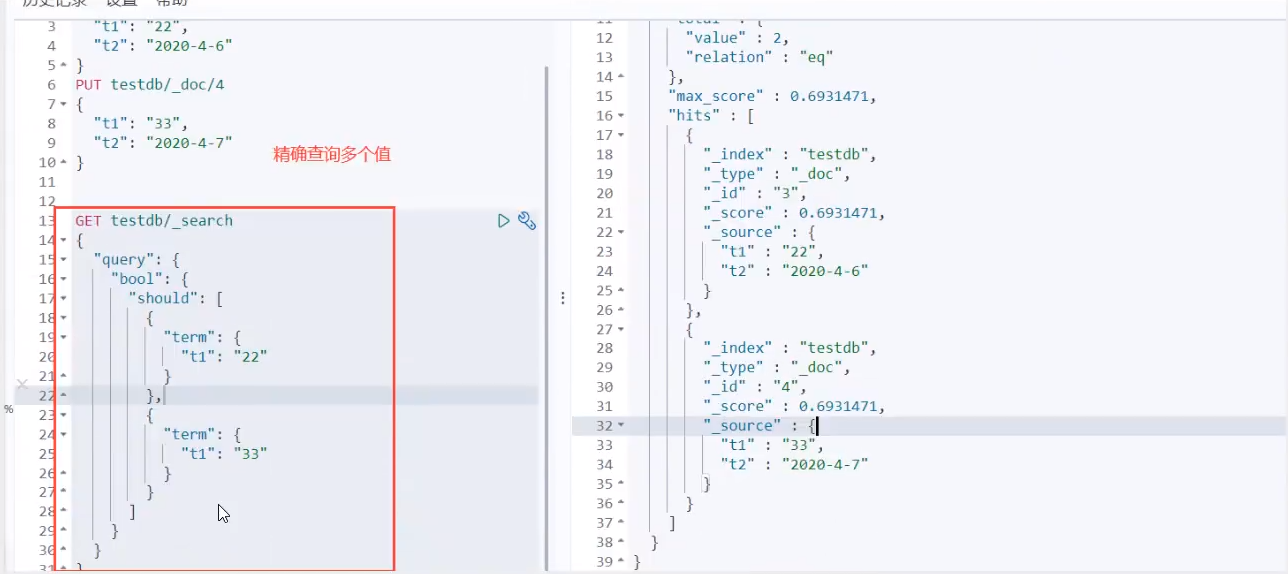 历史记录 设置 帮助
3 "t1": "22",
4 "t2": "2020-4-6"
5 }
6 PUT testdb/_doc/4
7 {
8 "t1": "33",
9 "t2": "2020-4-7"
10 }
精确查询多个值
11
12
13 GET testdb/_search
14 {
15 "query": {
16 "bool": {
17 "should": [
18 {
19 "term": {
20 "t1": "22"
21 }
22 },
23 {
24 "term": {
25 "t1": "33"
26 }
27 }
28 ]
29 }
30 }
31 }
%
11 "total" : {
12 "value" : 2,
13 "relation" : "eq"
14 },
15 "max_score" : 0.6931471,
16 "hits" : [
17 {
18 "_index" : "testdb",
19 "_type" : "_doc",
20 "_id" : "3",
21 "_score" : 0.6931471,
22 "_source" : {
23 "t1" : "22",
24 "t2" : "2020-4-6"
25 }
26 },
27 {
28 "_index" : "testdb",
29 "_type" : "_doc",
30 "_id" : "4",
31 "_score" : 0.6931471,
32 "_source" : {
33 "t1" : "33",
34 "t2" : "2020-4-7"
35 }
36 }
37 ]
38 }
39 }